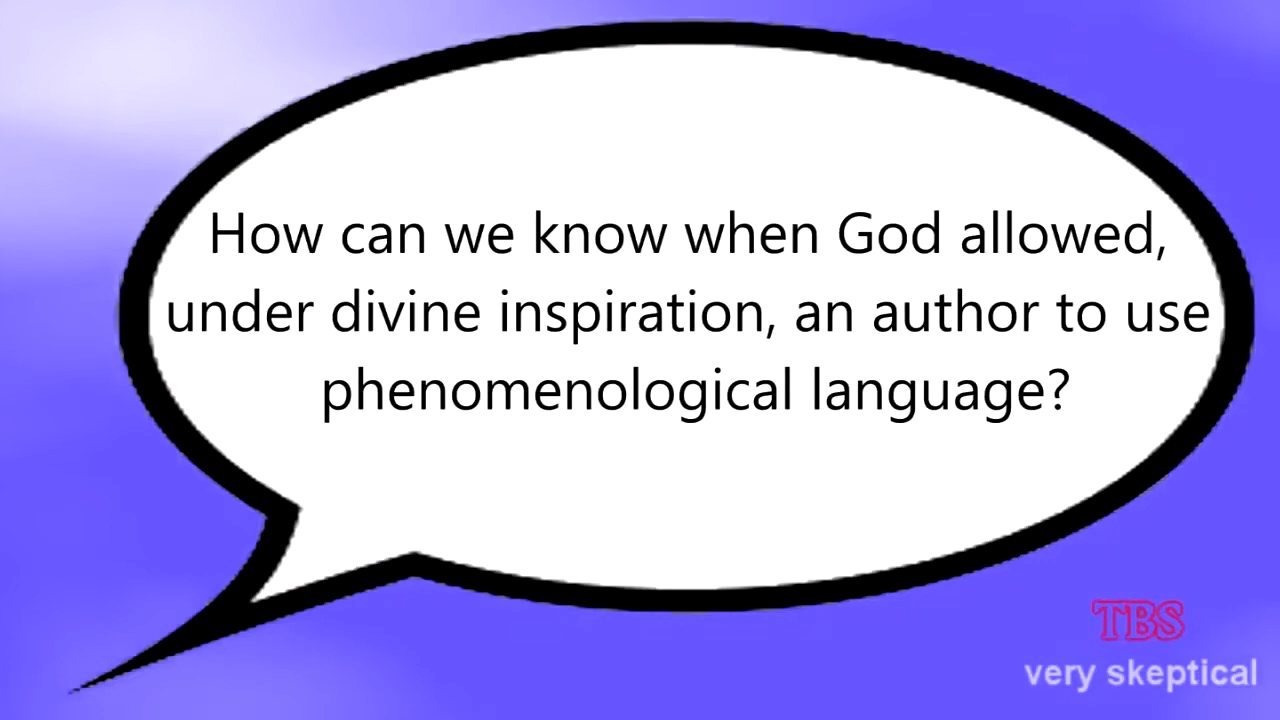 How can we know when God allowed,
under divine inspiration, an author to use
phenomenological language?
TBS
very skeptical